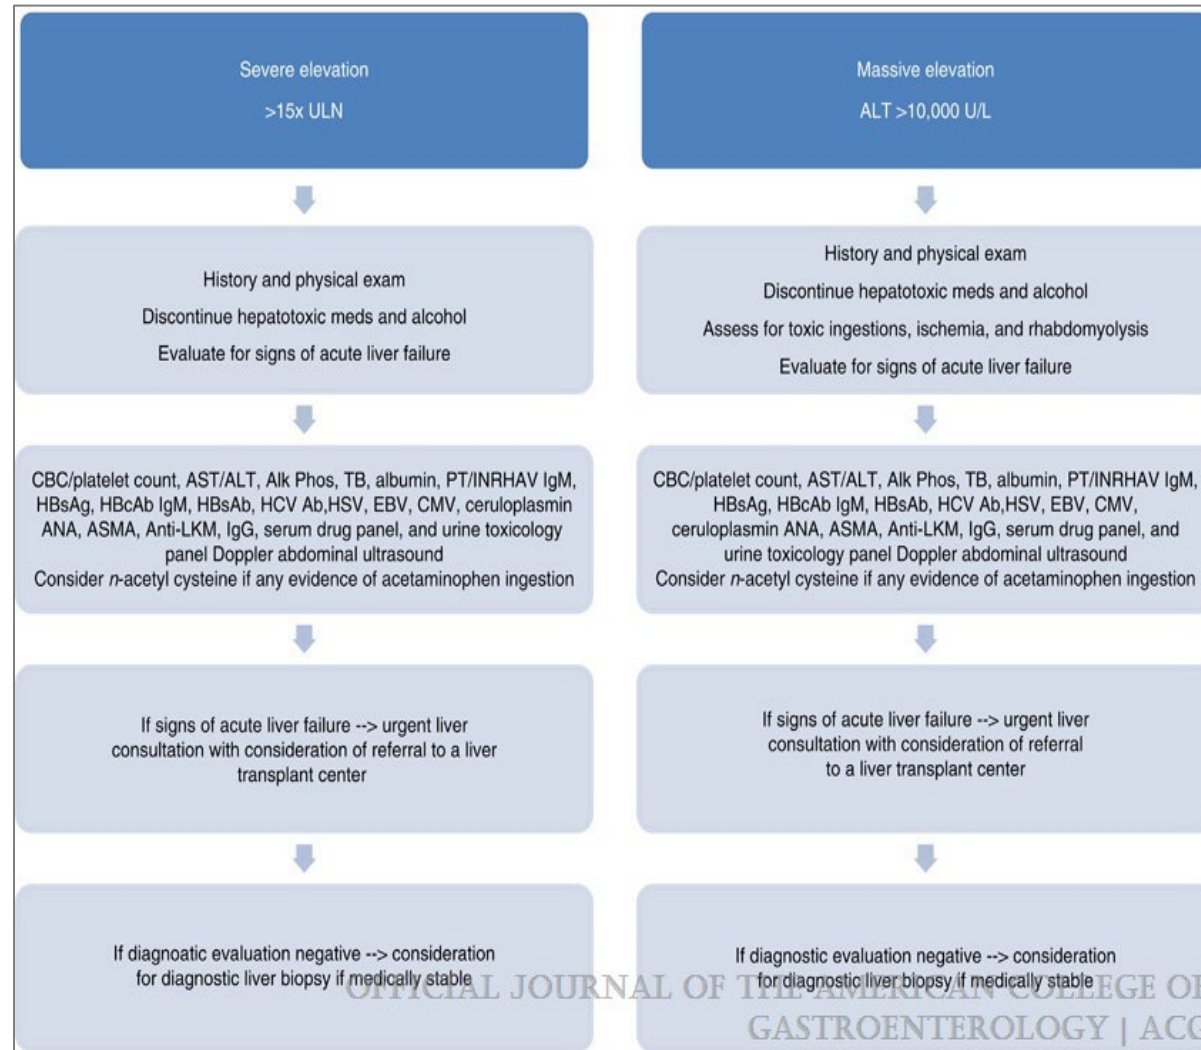 Severe elevation
>15x ULN
History and physical exam
Discontinue hepatotoxic meds and alcohol
Evaluate for signs of acute liver failure
CBC/platelet count, AST/ALT, Alk Phos, TB, albumin, PT/INRHAV IgM,
HBsAg, HBcAb IgM, HBsAb, HCV Ab,HSV, EBV, CMV, ceruloplasmin
ANA, ASMA, Anti-LKM, IgG, serum drug panel, and urine toxicology
panel Doppler abdominal ultrasound
Consider n-acetyl cysteine if any evidence of acetaminophen ingestion
If signs of acute liver failure --> urgent liver
consultation with consideration of referral to a liver
transplant center
If diagnoatic evaluation negative --> consideration
for diagnostic liver biopsy if medically stable
Massive elevation
ALT >10,000 U/L
History and physical exam
Discontinue hepatotoxic meds and alcohol
Assess for toxic ingestions, ischemia, and rhabdomyolysis
Evaluate for signs of acute liver failure
CBC/platelet count, AST/ALT, Alk Phos, TB, albumin, PT/INRHAV IgM,
HBsAg, HBcAb IgM, HBsAb, HCV Ab,HSV, EBV, CMV,
ceruloplasmin ANA, ASMA, Anti-LKM, IgG, serum drug panel, and
urine toxicology panel Doppler abdominal ultrasound
Consider n-acetyl cysteine if any evidence of acetaminophen ingestion
If signs of acute liver failure --> urgent liver
consultation with consideration of referral
to a liver transplant center
If diagnostic evaluation negative --> consideration
for diagnostic liver biopsy if medically stable
OFFICIAL JOURNAL OF THE AMERICAN COLLEGE OF
GASTROENTEROLOGY | ACG